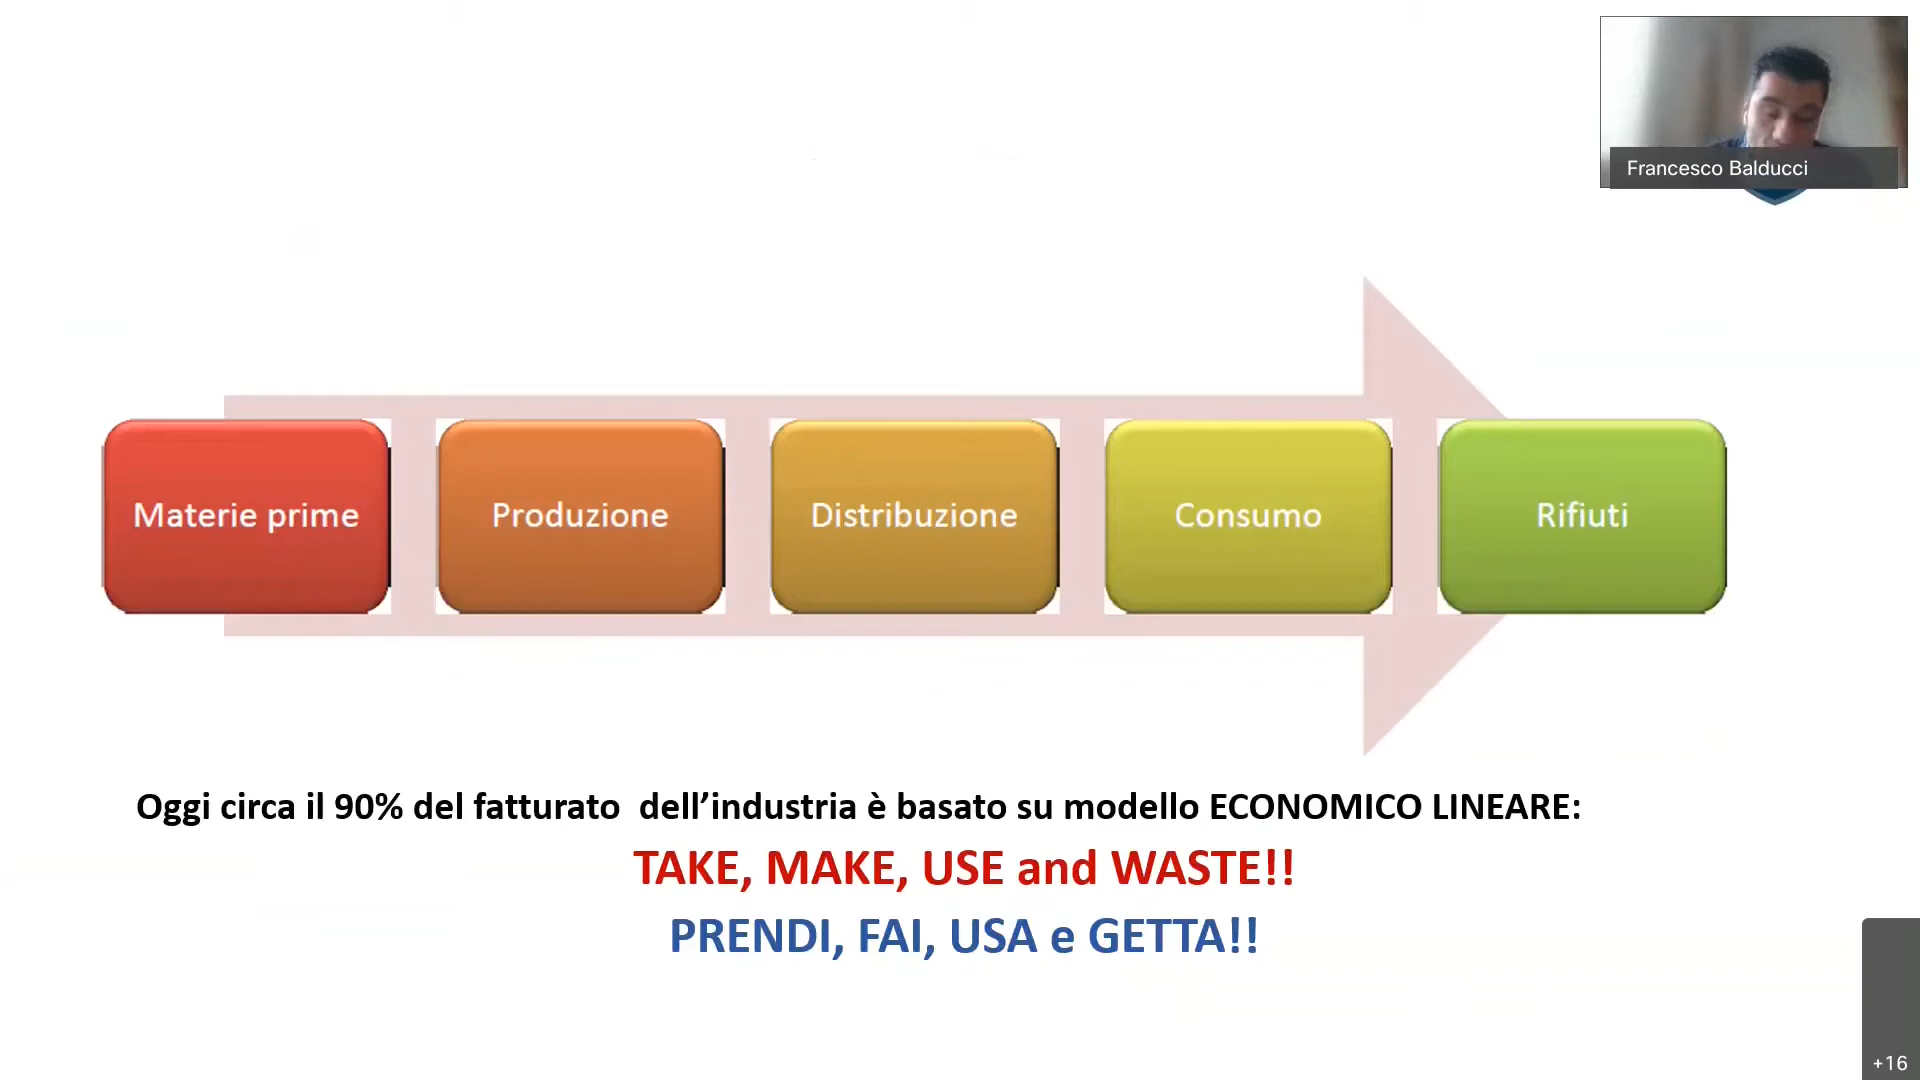 Francesco Balducci
Materie prime
Produzione
Distribuzione
Consumo
Rifiuti
Oggi circa il 90% del fatturato  dell’industria è basato su modello ECONOMICO LINEARE:
TAKE, MAKE, USE and WASTE!!
PRENDI, FAI, USA e GETTA!!
+16